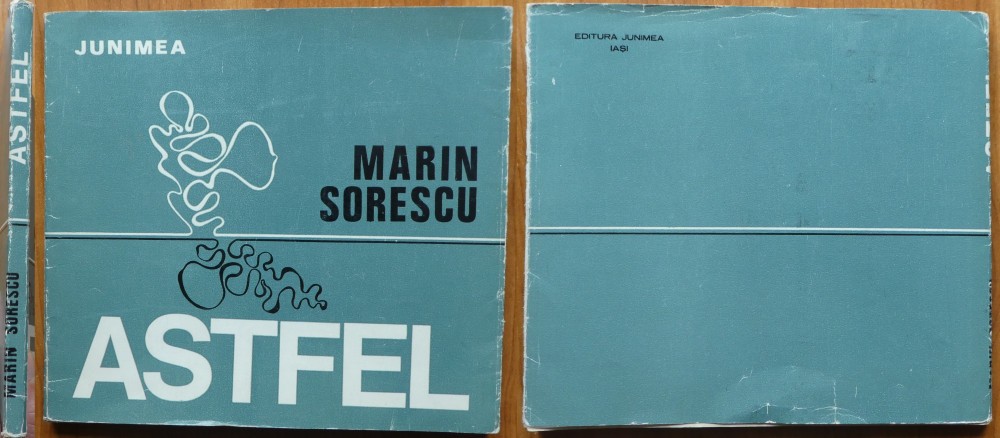 MARIN SORESCU ASTFEL
JUNIMEA
MARIN
SORESCU
ASTFEL
EDITURA JUNIMEA
IAȘI